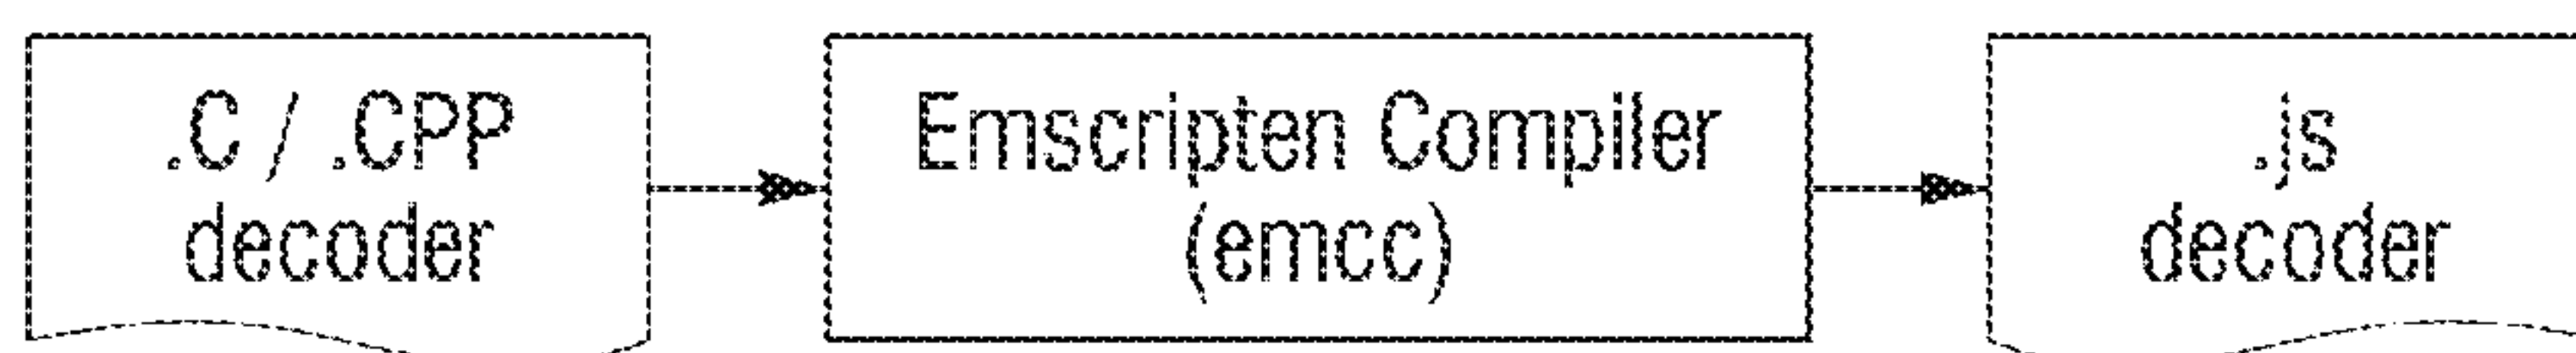 .C / .CPP
decoder
Emscripten Compiler
(emcc)
.js
decoder